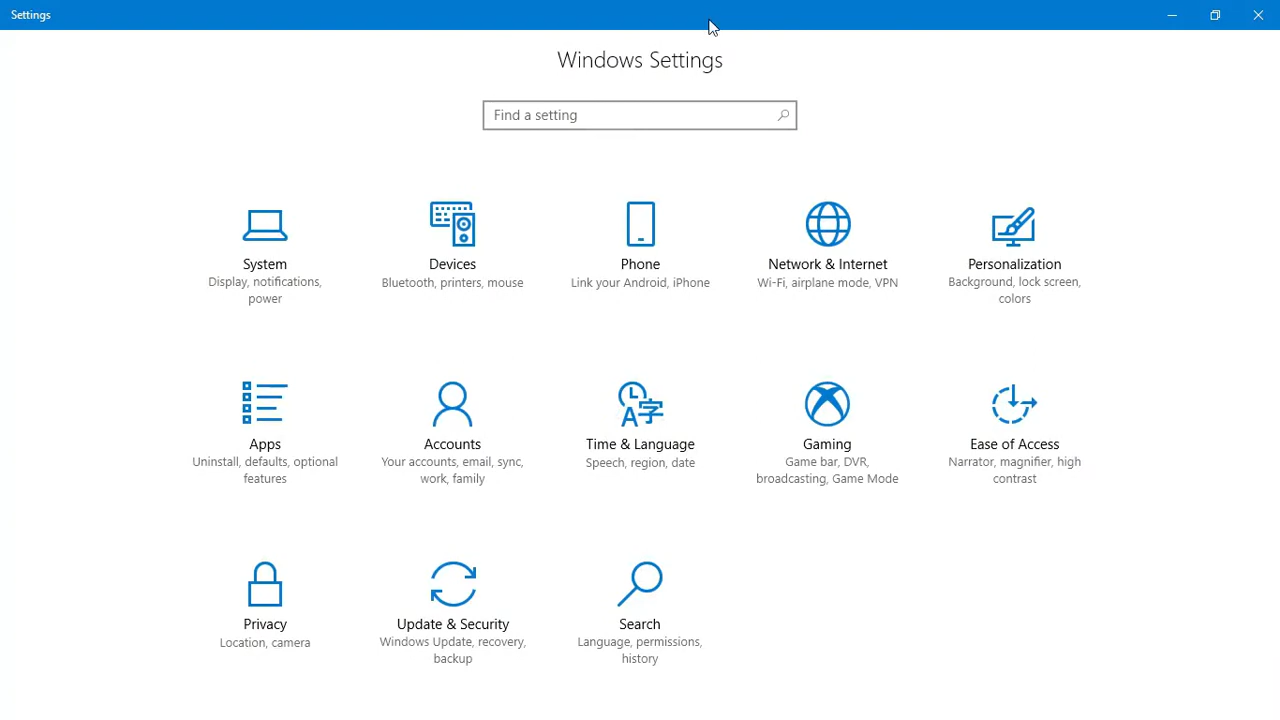 Settings
Windows Settings
Find a setting
System
Display, notifications,
power
Devices
Bluetooth, printers, mouse
Phone
Link your Android, iPhone
Network & Internet
Wi-Fi, airplane mode, VPN
Personalization
Background, lock screen,
colors
Apps
Uninstall, defaults, optional
features
Accounts
Your accounts, email, sync,
work, family
Time & Language
Speech, region, date
Gaming
Game bar, DVR,
broadcasting, Game Mode
Ease of Access
Narrator, magnifier, high
contrast
Privacy
Location, camera
Update & Security
Windows Update, recovery,
backup
Search
Language, permissions,
history